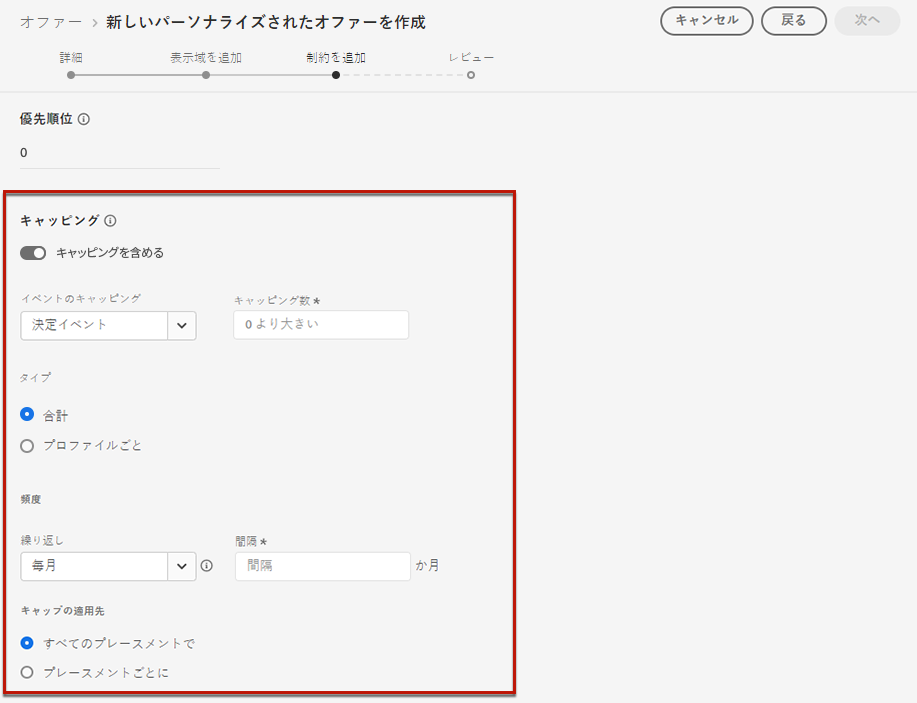 オファー > 新しいパーソナライズされたオファーを作成
キャンセル 戻る 次へ
詳細 表示域を追加 制約を追加 レビュー
優先順位
0
キャッピング
キャッピングを含める
イベントのキャッピング キャッピング数 *
決定イベント 0 より大きい
タイプ
合計
プロファイルごと
頻度
繰り返し 間隔 *
毎月 間隔 か月
キャップの適用先
すべてのプレースメントで
プレースメントごとに